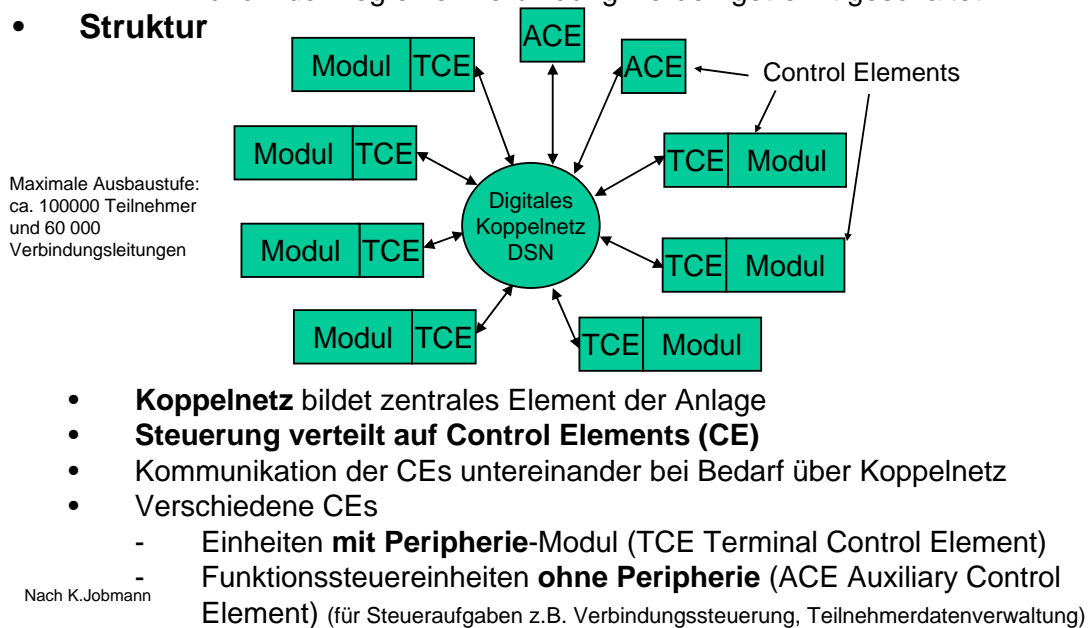 • Struktur
ACE
Modul TCE
ACE
Control Elements
Modul TCE
TCE Modul
Maximale Ausbaustufe:
ca. 100000 Teilnehmer
und 60 000
Verbindungsleitungen
Digitales
Koppelnetz
DSN
Modul TCE
TCE Modul
Modul TCE
TCE Modul
• Koppelnetz bildet zentrales Element der Anlage
• Steuerung verteilt auf Control Elements (CE)
• Kommunikation der CEs untereinander bei Bedarf über Koppelnetz
• Verschiedene CEs
- Einheiten mit Peripherie-Modul (TCE Terminal Control Element)
- Funktionssteuereinheiten ohne Peripherie (ACE Auxiliary Control
Element) (für Steueraufgaben z.B. Verbindungssteuerung, Teilnehmerdatenverwaltung)
Nach K.Jobmann